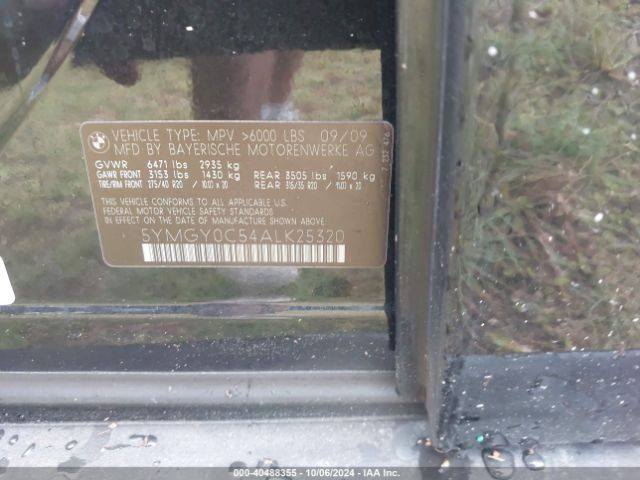 BMW
VEHICLE TYPE: MPV >6000 LBS 09/09
MFD BY BAYERISCHE MOTORENWERKE AG
GVWR 6471 lbs 2935 kg
GAWR FRONT 3153 lbs 1430 kg REAR 3505 lbs 1590 kg
TIRE/RIM FRONT 275/40 R20 / 10.00 x 20 REAR 315/35 R20 / 11.00 x 20
THIS VEHICLE CONFORMS TO ALL APPLICABLE U.S.
FEDERAL MOTOR VEHICLE SAFETY STANDARDS
IN EFFECT ON THE DATE OF MANUFACTURE SHOWN ABOVE.
5YMGY0C54ALK25320
000-40488355 - 10/06/2024 - IAA Inc.